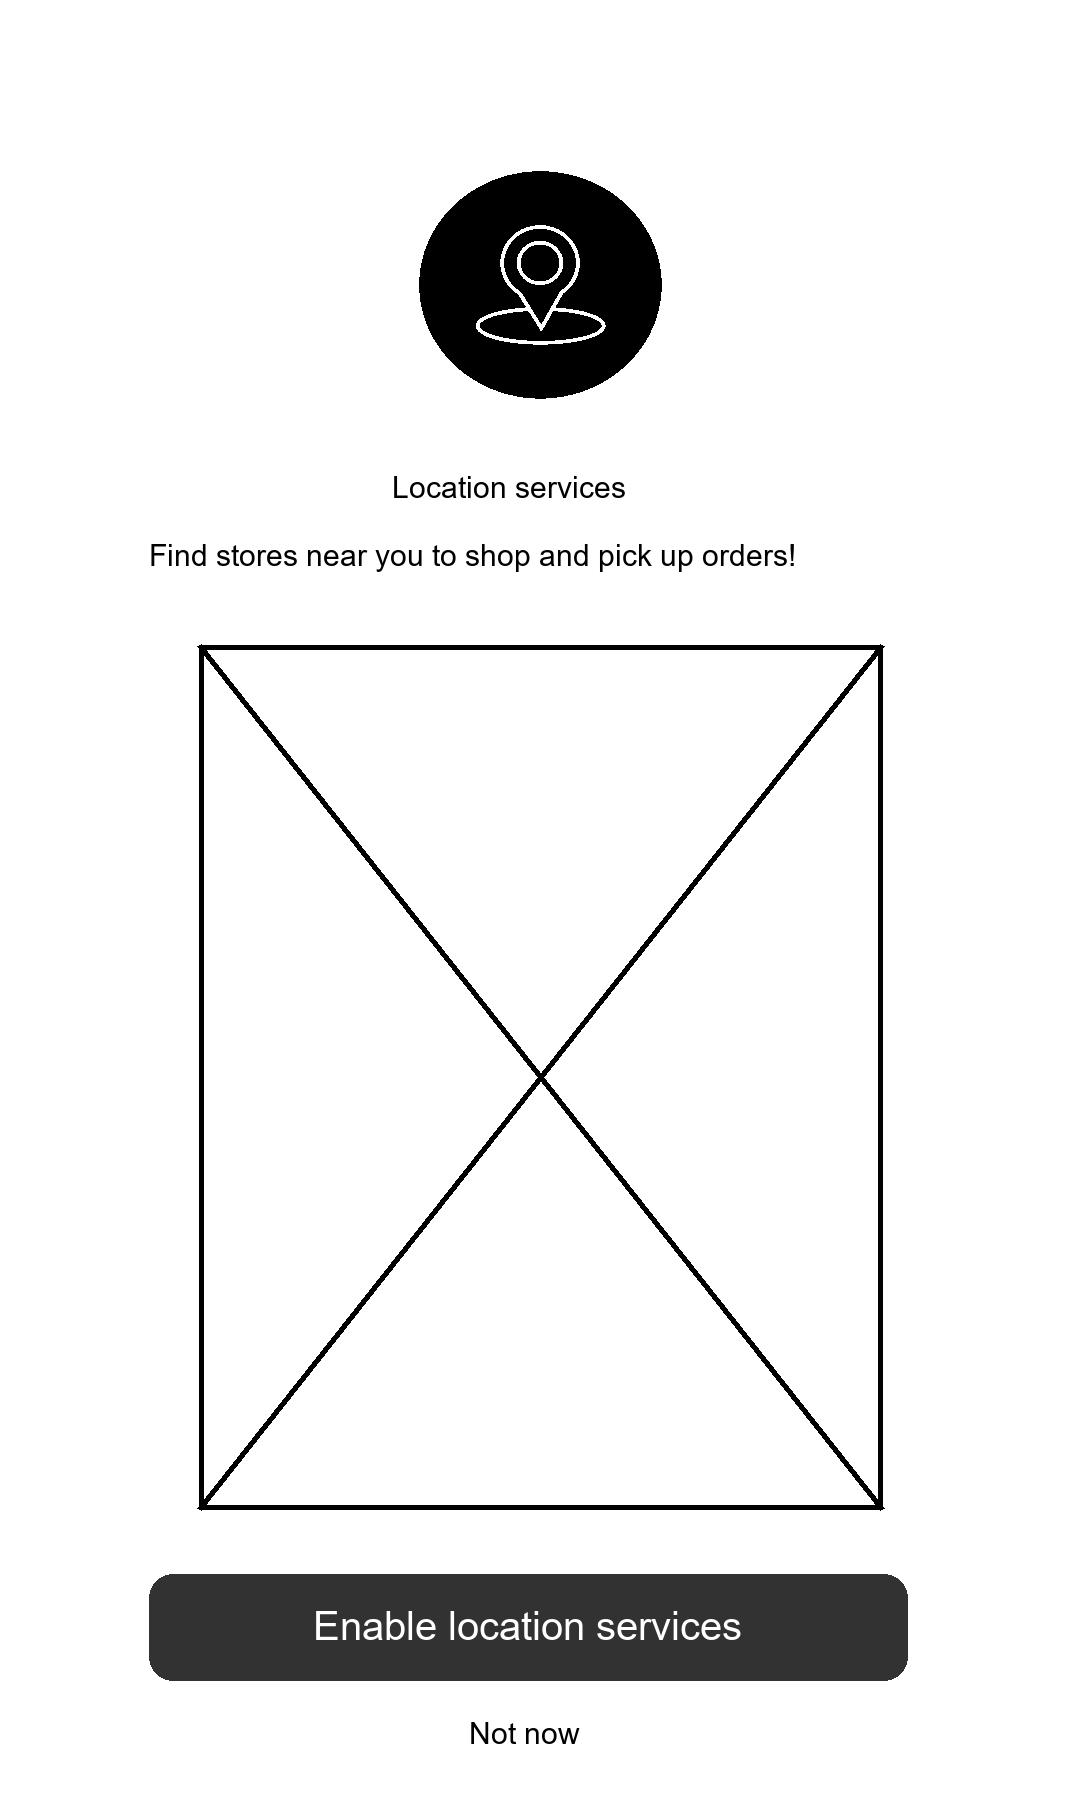 Location services
Find stores near you to shop and pick up orders!
Enable location services
Not now